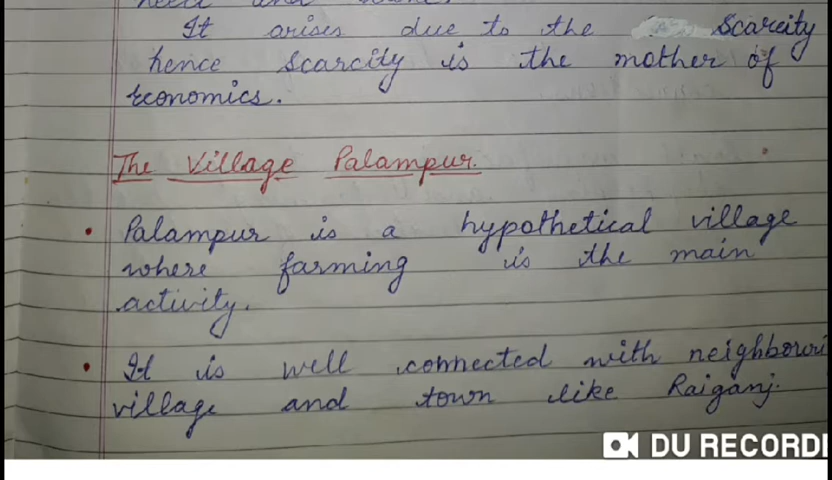 It arises due to the scarcity
hence scarcity is the mother of
Economics.
The Village Palampur.
• Palampur is a hypothetical village
where farming is the main
activity.
• It is well connected with neighbouri
village and town like Raiganj.
DU RECORDI